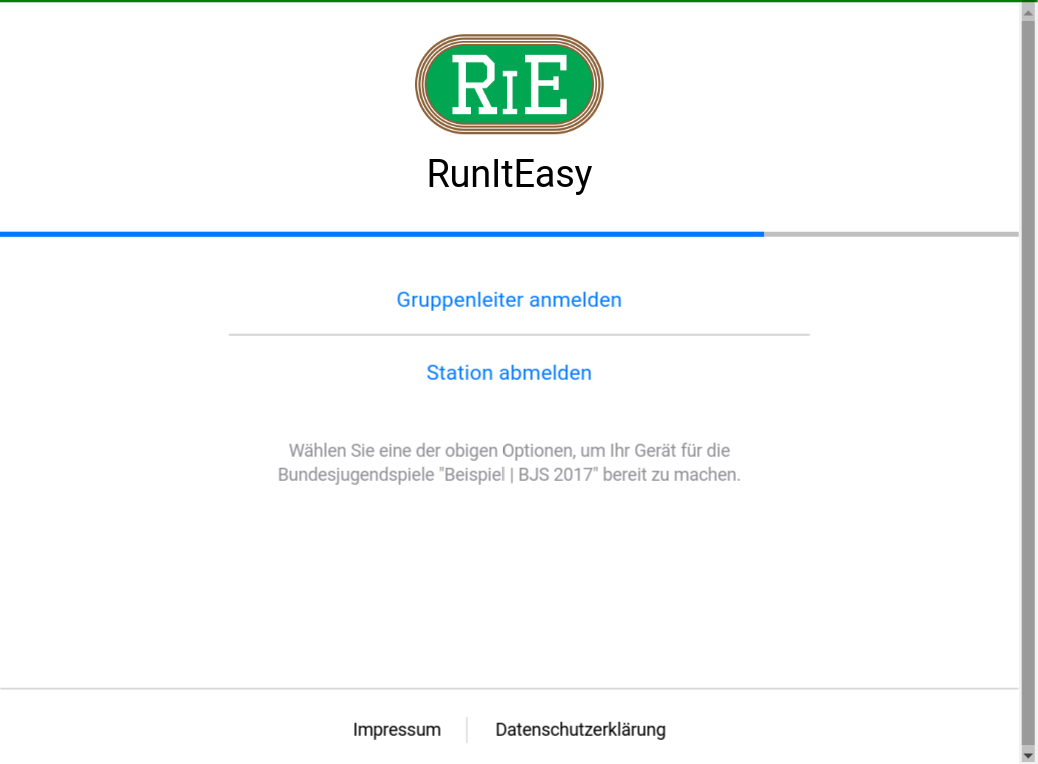 RIE
RunItEasy
Gruppenleiter anmelden
Station abmelden
Wählen Sie eine der obigen Optionen, um Ihr Gerät für die
Bundesjugendspiele "Beispiel | BJS 2017" bereit zu machen.
Impressum
Datenschutzerklärung